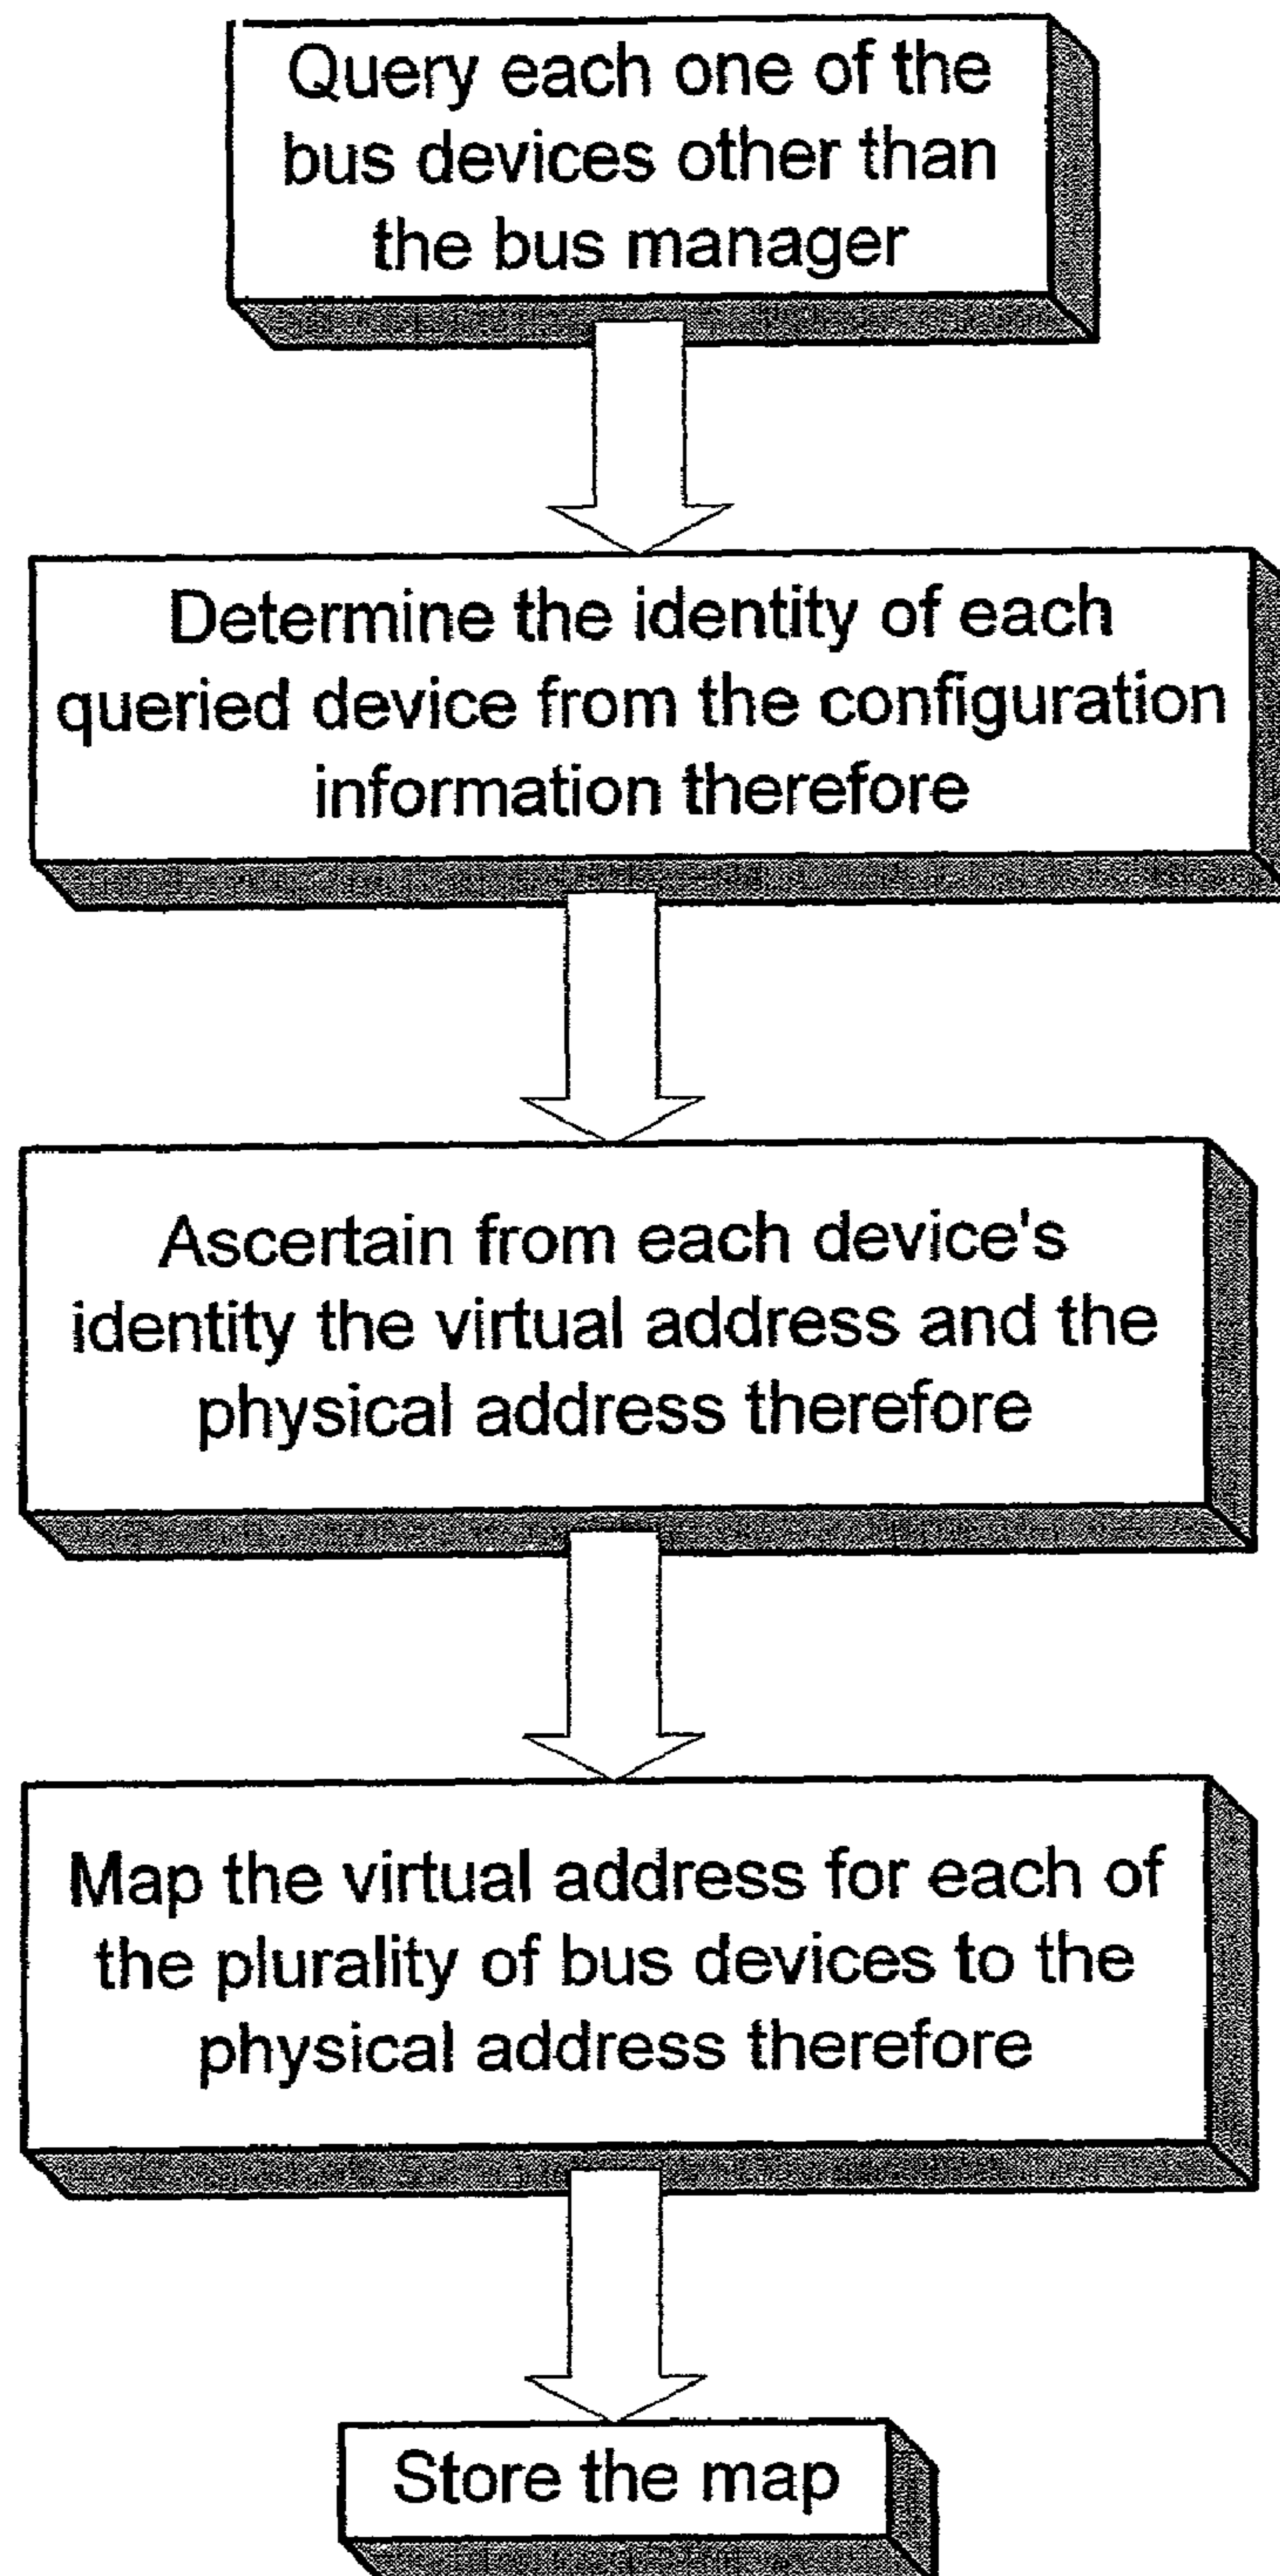 Query each one of the
bus devices other than
the bus manager
Determine the identity of each
queried device from the configuration
information therefore
Ascertain from each device's
identity the virtual address and the
physical address therefore
Map the virtual address for each of
the plurality of bus devices to the
physical address therefore
Store the map